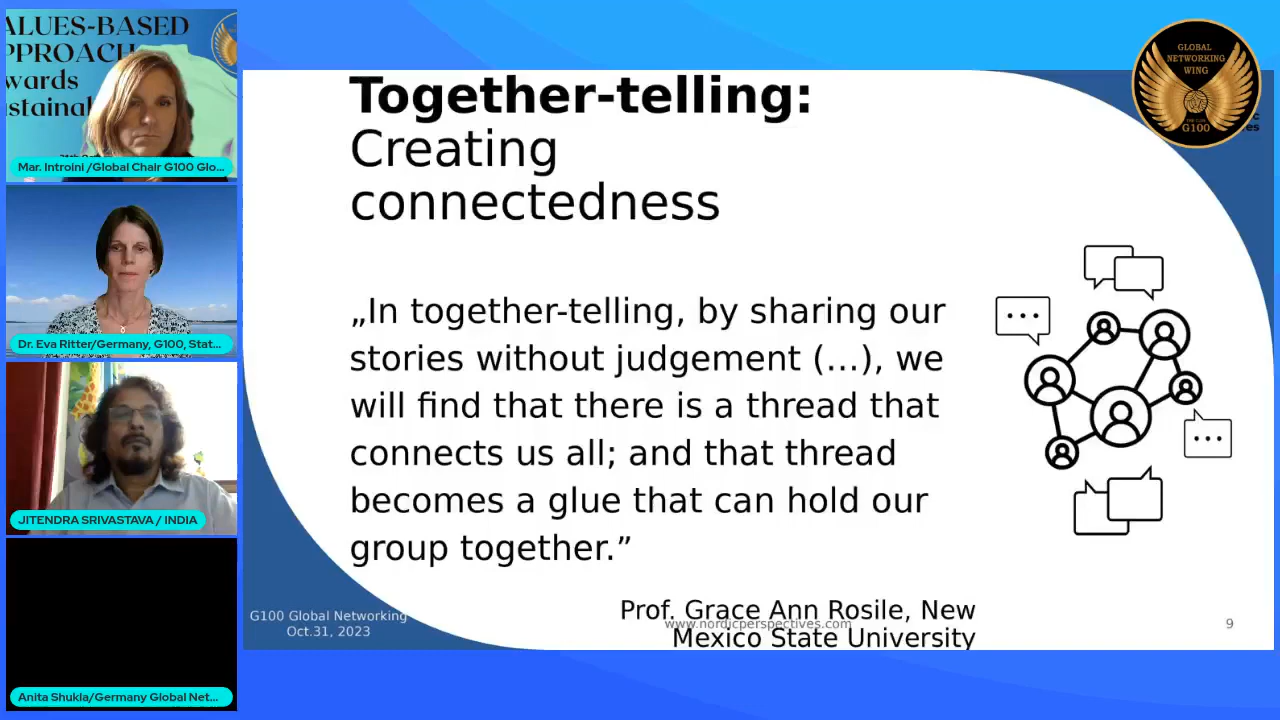 ALUES-BASED
PPROACH
wards
stainab
Mar. Introini /Global Chair G100 Glo...
Dr. Eva Ritter/Germany, G100, Stat...
JITENDRA SRIVASTAVA / INDIA
Anita Shukla/Germany Global Net...
GLOBAL
NETWORKING
WING
G100
Together-telling:
Creating
connectedness
„In together-telling, by sharing our
stories without judgement (...), we
will find that there is a thread that
connects us all; and that thread
becomes a glue that can hold our
group together.”
Prof. Grace Ann Rosile, New
Mexico State University
G100 Global Networking
Oct.31, 2023
www.nordicperspectives.com
9